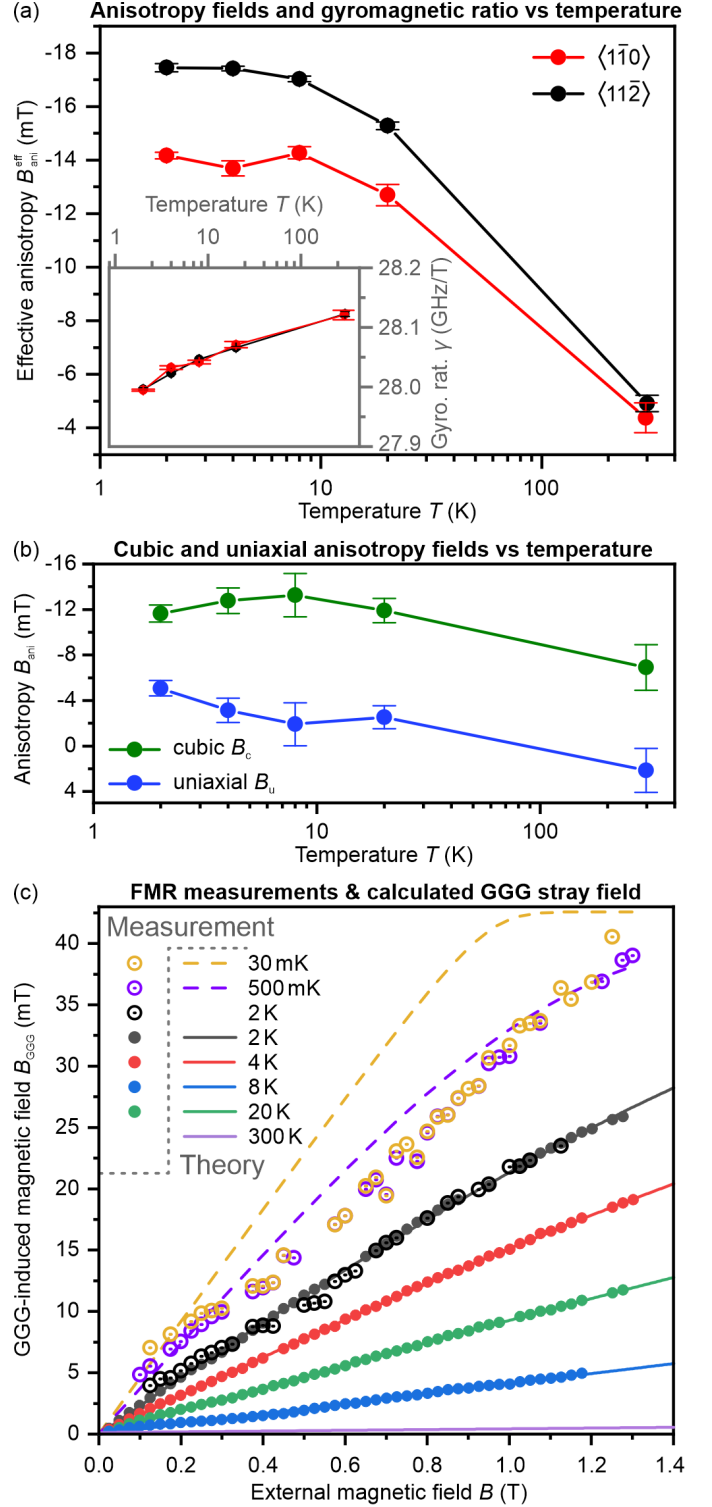 (a) Anisotropy fields and gyromagnetic ratio vs temperature
-18
-16
-14
-12
-10
-8
-6
-4
Effective anisotropy B_ani^eff (mT)
⟨11̄0⟩
⟨112̄⟩
Temperature T (K)
1 10 100
28.2
28.1
28.0
27.9
Gyro. rat. γ (GHz/T)
1 10 100
Temperature T (K)
(b) Cubic and uniaxial anisotropy fields vs temperature
-16
-12
-8
-4
0
4
Anisotropy B_ani (mT)
cubic B_c
uniaxial B_u
1 10 100
Temperature T (K)
(c) FMR measurements & calculated GGG stray field
Measurement
30 mK
500 mK
2 K
2 K
4 K
8 K
20 K
300 K
Theory
40
35
30
25
20
15
10
5
0
GGG-induced magnetic field B_GGG (mT)
0.0 0.2 0.4 0.6 0.8 1.0 1.2 1.4
External magnetic field B (T)